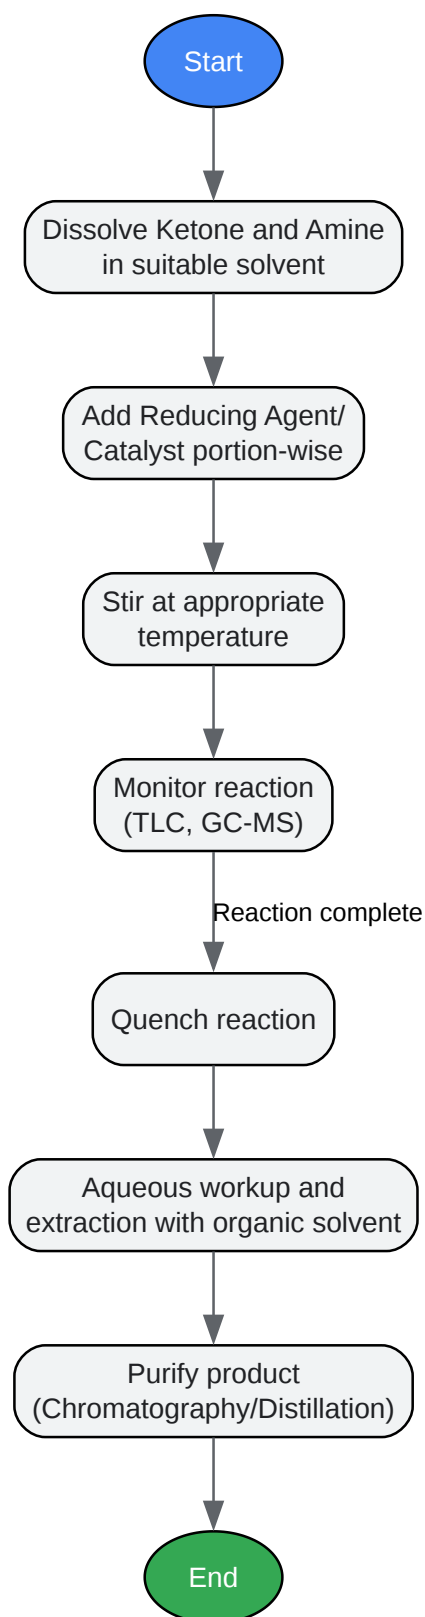 Start
Dissolve Ketone and Amine
in suitable solvent
Add Reducing Agent/
Catalyst portion-wise
Stir at appropriate
temperature
Monitor reaction
(TLC, GC-MS)
Reaction complete
Quench reaction
Aqueous workup and
extraction with organic solvent
Purify product
(Chromatography/Distillation)
End